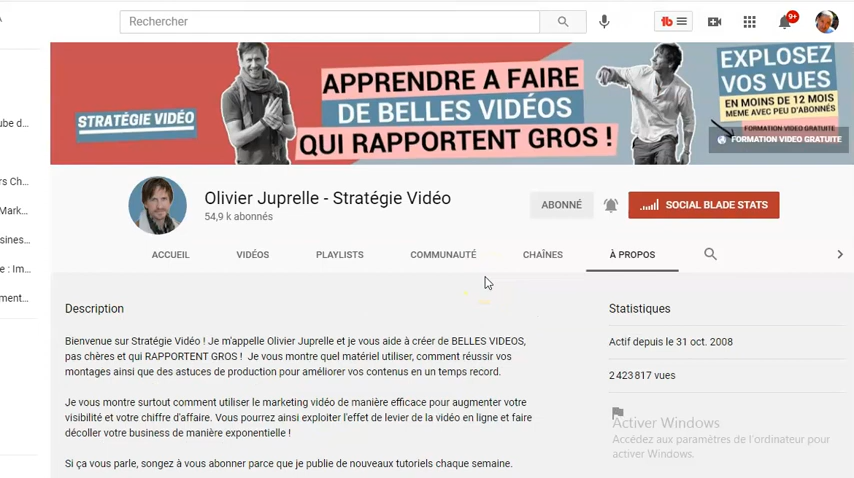 Rechercher
9+
STRATÉGIE VIDÉO
APPRENDRE A FAIRE
DE BELLES VIDÉOS
QUI RAPPORTENT GROS !
EXPLOSEZ
VOS VUES
EN MOINS DE 12 MOIS
MEME AVEC PEU D'ABONNÉS
FORMATION VIDEO GRATUITE
FORMATION VIDEO GRATUITE
ube d...
rs Ch...
Mark...
sines...
e : Im...
ment...
Olivier Juprelle - Stratégie Vidéo
54,9 k abonnés
ABONNÉ
SOCIAL BLADE STATS
ACCUEIL
VIDÉOS
PLAYLISTS
COMMUNAUTÉ
CHAÎNES
À PROPOS
Description
Bienvenue sur Stratégie Vidéo ! Je m'appelle Olivier Juprelle et je vous aide à créer de BELLES VIDEOS,
pas chères et qui RAPPORTENT GROS ! Je vous montre quel matériel utiliser, comment réussir vos
montages ainsi que des astuces de production pour améliorer vos contenus en un temps record.
Je vous montre surtout comment utiliser le marketing vidéo de manière efficace pour augmenter votre
visibilité et votre chiffre d'affaire. Vous pourrez ainsi exploiter l'effet de levier de la vidéo en ligne et faire
décoller votre business de manière exponentielle !
Si ça vous parle, songez à vous abonner parce que je publie de nouveaux tutoriels chaque semaine.
Statistiques
Actif depuis le 31 oct. 2008
2 423 817 vues
Activer Windows
Accédez aux paramètres de l'ordinateur pour
activer Windows.